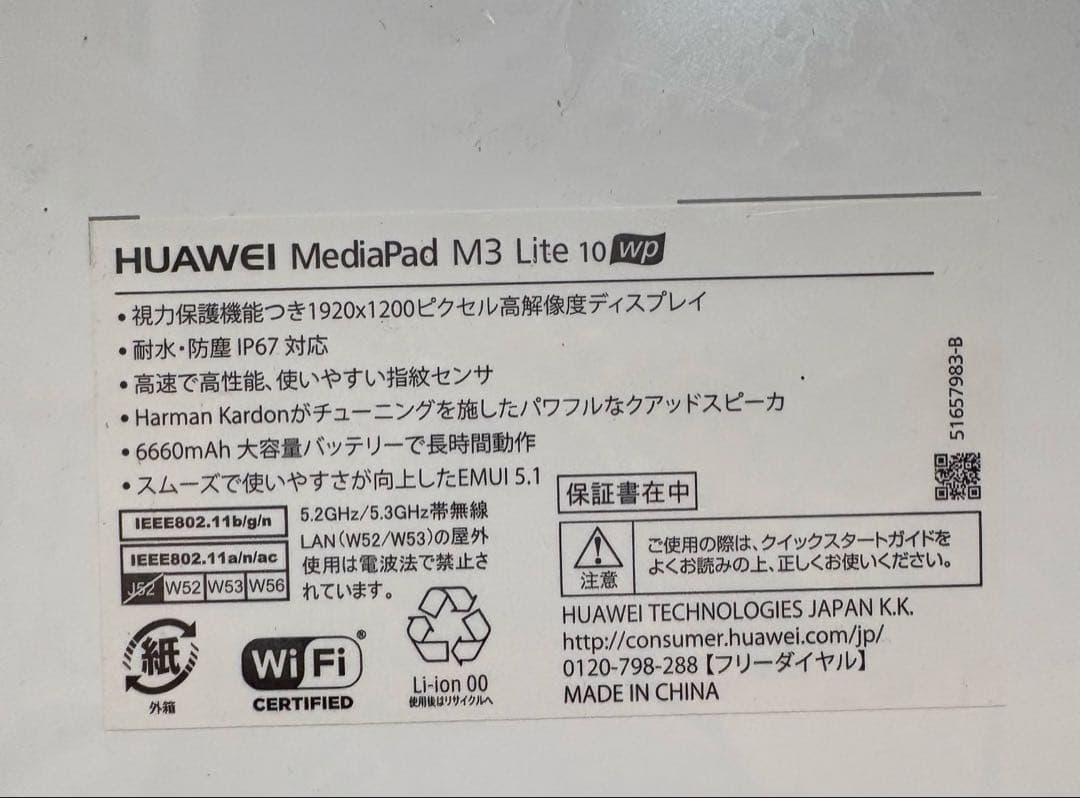 HUAWEI MediaPad M3 Lite 10 wp
• 視力保護機能つき1920x1200ピクセル高解像度ディスプレイ
• 耐水・防塵 IP67 対応
• 高速で高性能、使いやすい指紋センサ
• Harman Kardonがチューニングを施したパワフルなクアッドスピーカ
• 6660mAh 大容量バッテリーで長時間動作
• スムーズで使いやすさが向上したEMUI 5.1
51657983-B
IEEE802.11b/g/n
IEEE802.11a/n/ac
J52 W52 W53 W56
5.2GHz/5.3GHz帯無線
LAN（W52/W53）の屋外
使用は電波法で禁止さ
れています。
保証書在中
注意
ご使用の際は、クイックスタートガイドを
よくお読みの上、正しくお使いください。
紙
外箱
Wi Fi®
CERTIFIED
Li-ion 00
使用後はリサイクルへ
HUAWEI TECHNOLOGIES JAPAN K.K.
http://consumer.huawei.com/jp/
0120-798-288【フリーダイヤル】
MADE IN CHINA